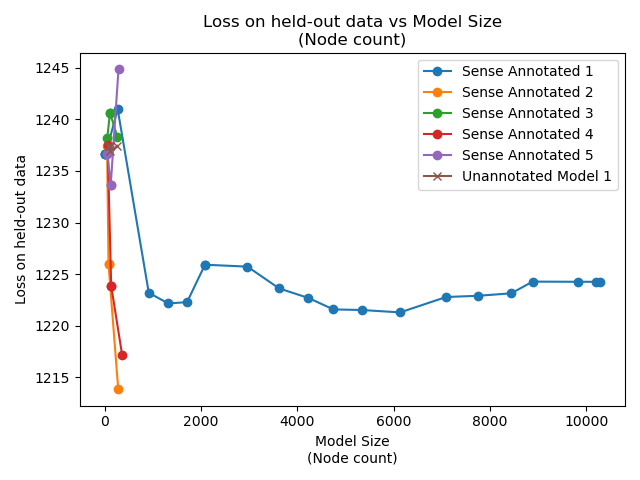 Loss on held-out data vs Model Size
(Node count)
Loss on held-out data
1245
1240
1235
1230
1225
1220
1215
Sense Annotated 1
Sense Annotated 2
Sense Annotated 3
Sense Annotated 4
Sense Annotated 5
Unannotated Model 1
0 2000 4000 6000 8000 10000
Model Size
(Node count)